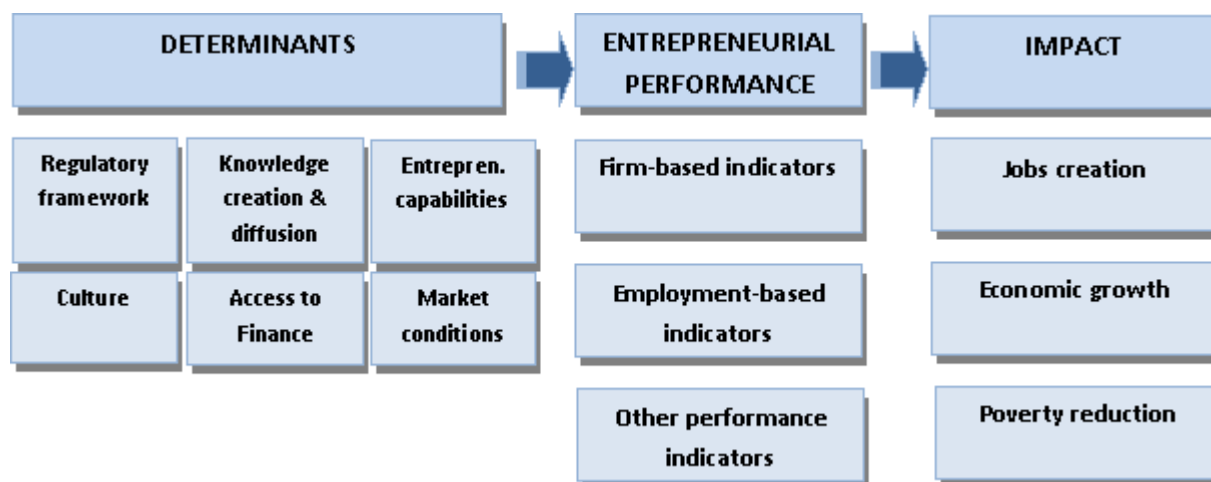 DETERMINANTS
ENTREPRENEURIAL
PERFORMANCE
IMPACT
Regulatory
framework
Knowledge
creation &
diffusion
Entrepren.
capabilities
Culture
Access to
Finance
Market
conditions
Firm-based indicators
Employment-based
indicators
Other performance
indicators
Jobs creation
Economic growth
Poverty reduction